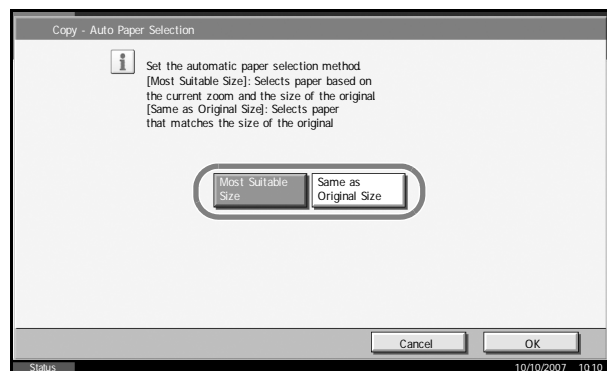 Copy - Auto Paper Selection
i
Set the automatic paper selection method.
[Most Suitable Size]: Selects paper based on
the current zoom and the size of the original
[Same as Original Size]: Selects paper
that matches the size of the original
Most Suitable
Size
Same as
Original Size
Cancel
OK
Status
10/10/2007 10:10